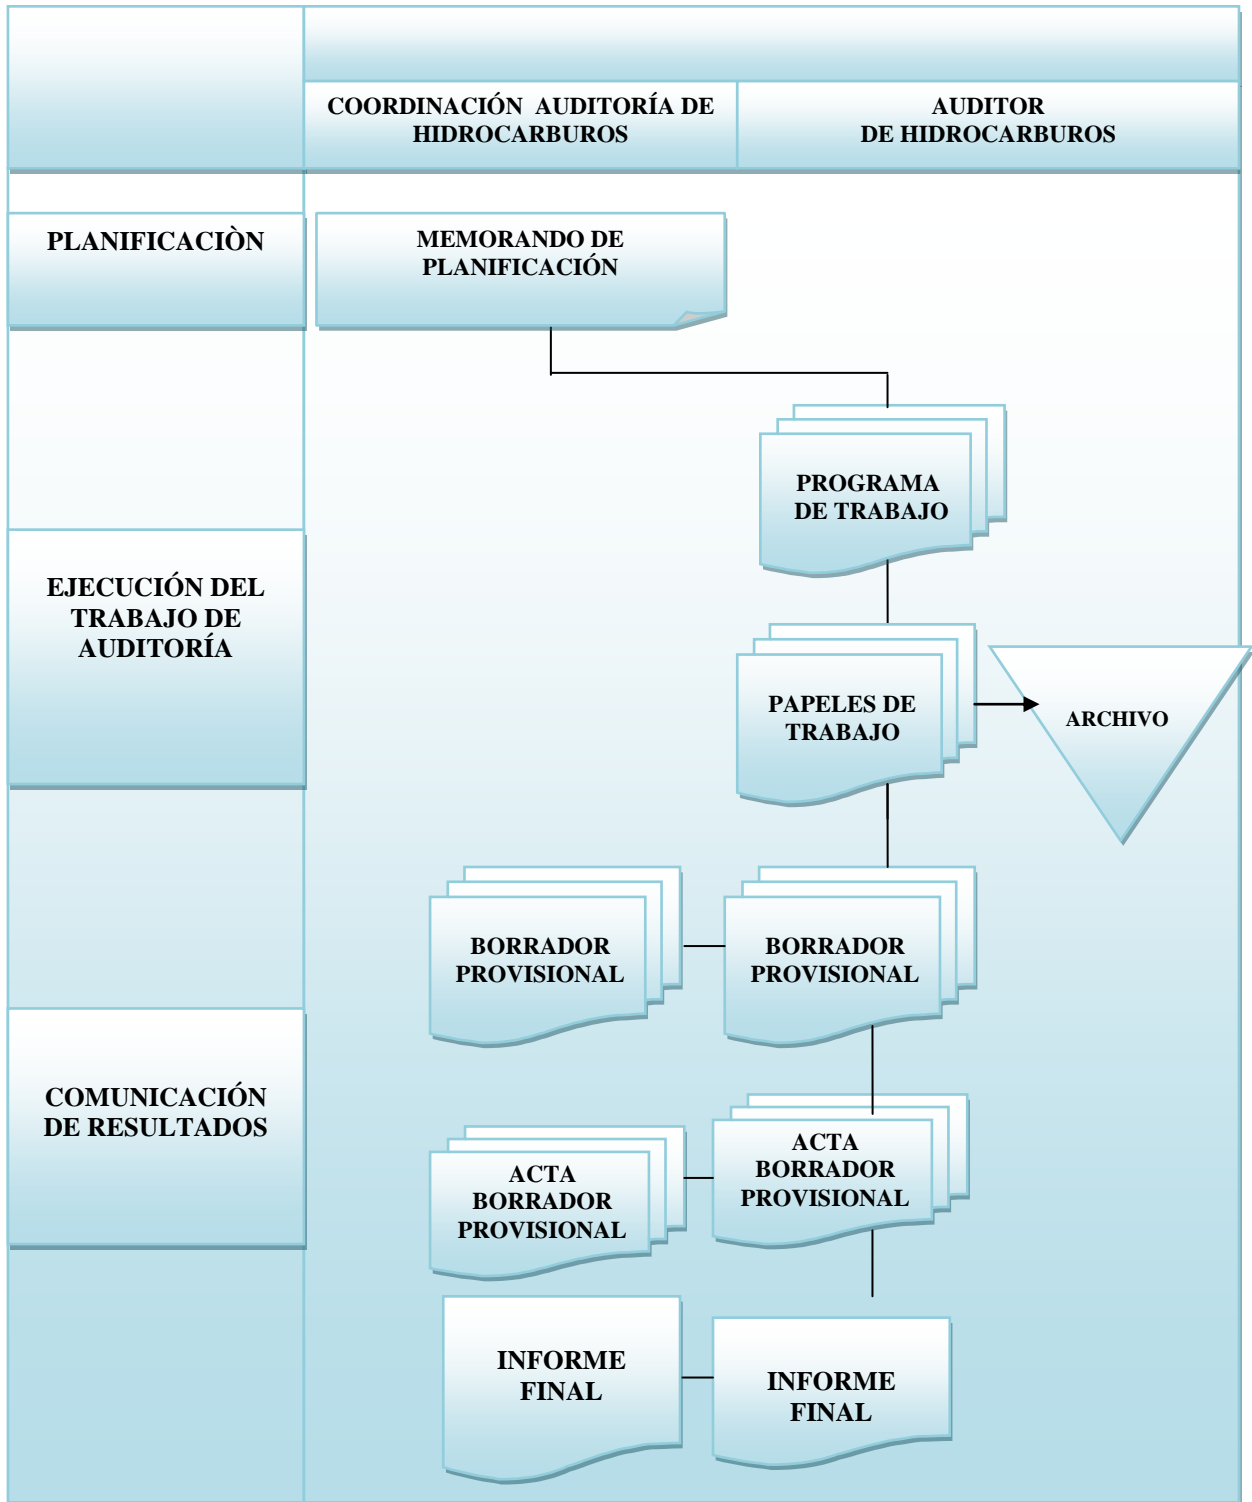 COORDINACIÓN AUDITORÍA DE
HIDROCARBUROS
AUDITOR
DE HIDROCARBUROS
PLANIFICACIÒN
MEMORANDO DE
PLANIFICACIÓN
PROGRAMA
DE TRABAJO
EJECUCIÓN DEL
TRABAJO DE
AUDITORÍA
PAPELES DE
TRABAJO
ARCHIVO
BORRADOR
PROVISIONAL
BORRADOR
PROVISIONAL
COMUNICACIÓN
DE RESULTADOS
ACTA
BORRADOR
PROVISIONAL
ACTA
BORRADOR
PROVISIONAL
INFORME
FINAL
INFORME
FINAL